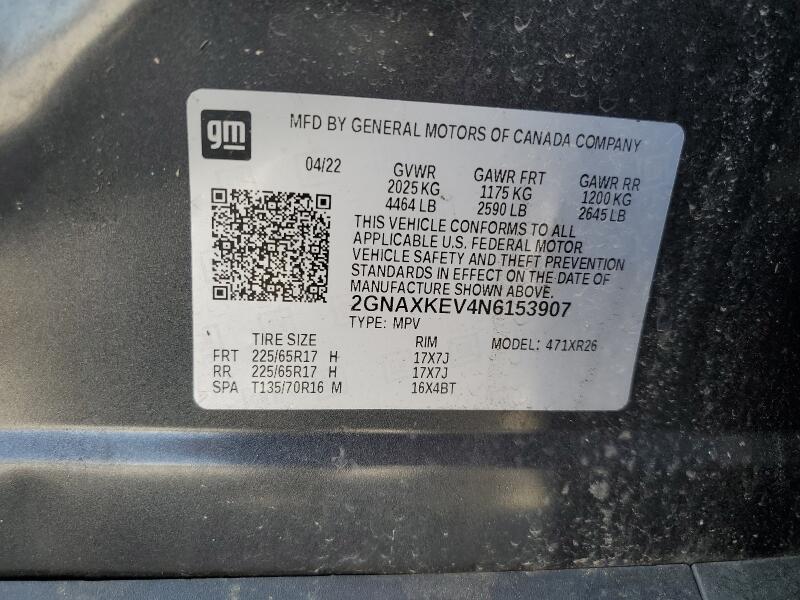 gm
MFD BY GENERAL MOTORS OF CANADA COMPANY
04/22 GVWR GAWR FRT GAWR RR
2025 KG 1175 KG 1200 KG
4464 LB 2590 LB 2645 LB
THIS VEHICLE CONFORMS TO ALL
APPLICABLE U.S. FEDERAL MOTOR
VEHICLE SAFETY AND THEFT PREVENTION
STANDARDS IN EFFECT ON THE DATE OF
MANUFACTURE SHOWN ABOVE.
2GNAXKEV4N6153907
TYPE: MPV
TIRE SIZE RIM MODEL: 471XR26
FRT 225/65R17 H 17X7J
RR 225/65R17 H 17X7J
SPA T135/70R16 M 16X4BT